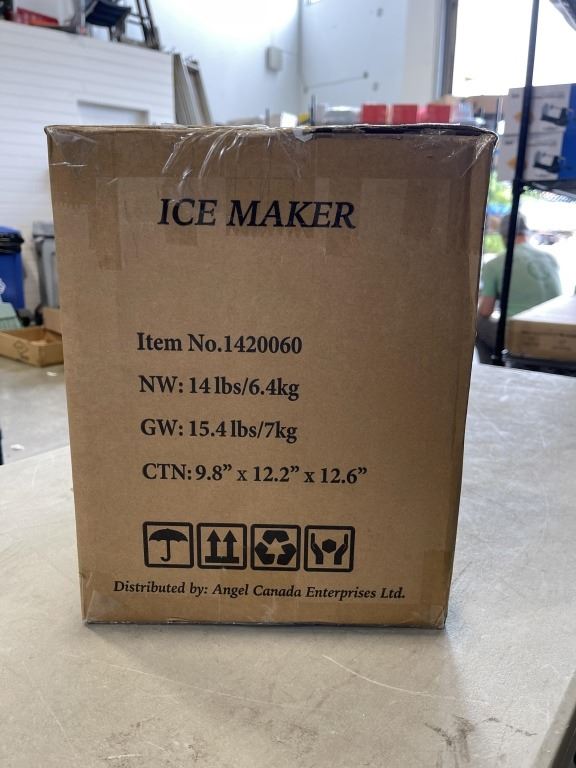 ICE MAKER
Item No.1420060
NW: 14 lbs/6.4kg
GW: 15.4 lbs/7kg
CTN: 9.8” x 12.2” x 12.6”
Distributed by: Angel Canada Enterprises Ltd.